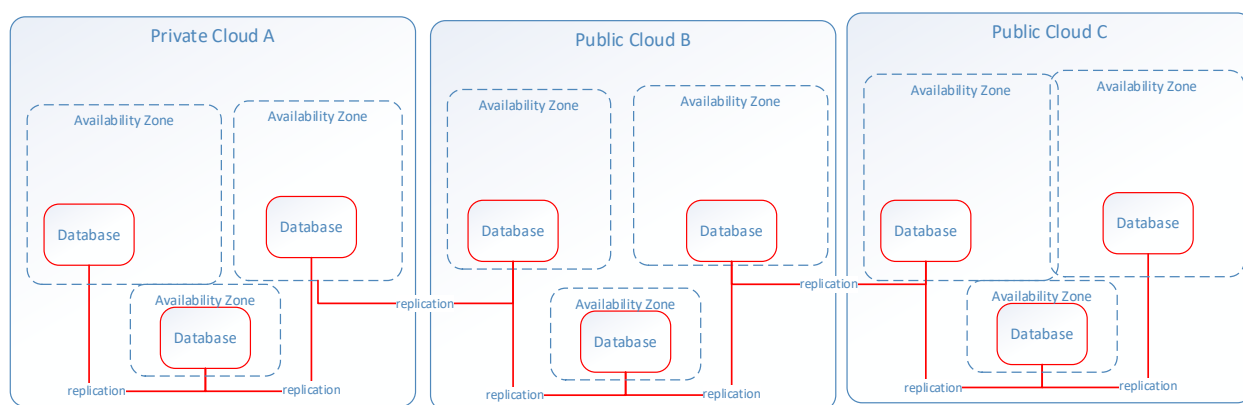 Private Cloud A
Availability Zone
Availability Zone
Database
Database
Availability Zone
Database
replication
replication
replication
Public Cloud B
Availability Zone
Availability Zone
Database
Database
Availability Zone
Database
replication
replication
replication
Public Cloud C
Availability Zone
Availability Zone
Database
Database
Availability Zone
Database
replication
replication